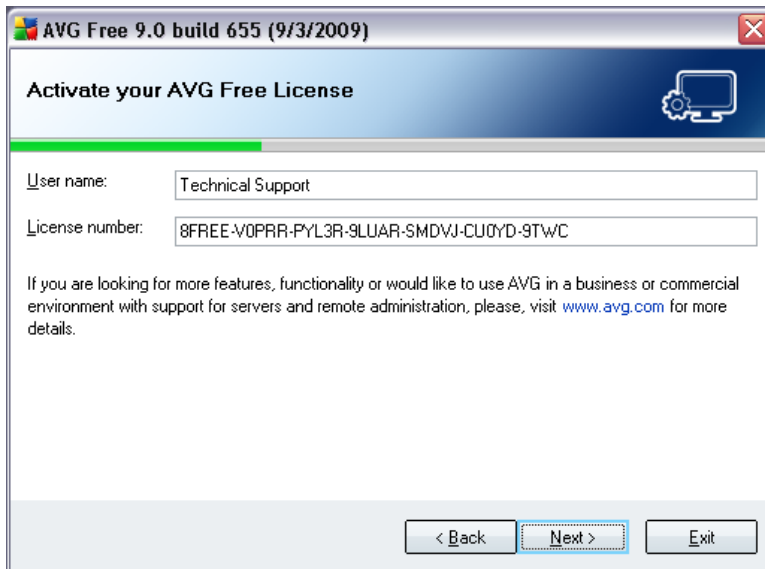 AVG Free 9.0 build 655 (9/3/2009)
Activate your AVG Free License
User name: Technical Support
License number: 8FREE-V0PRR-PYL3R-9LUAR-SMDVJ-CU0YD-9TWC
If you are looking for more features, functionality or would like to use AVG in a business or commercial
environment with support for servers and remote administration, please, visit www.avg.com for more
details.
< Back Next > Exit